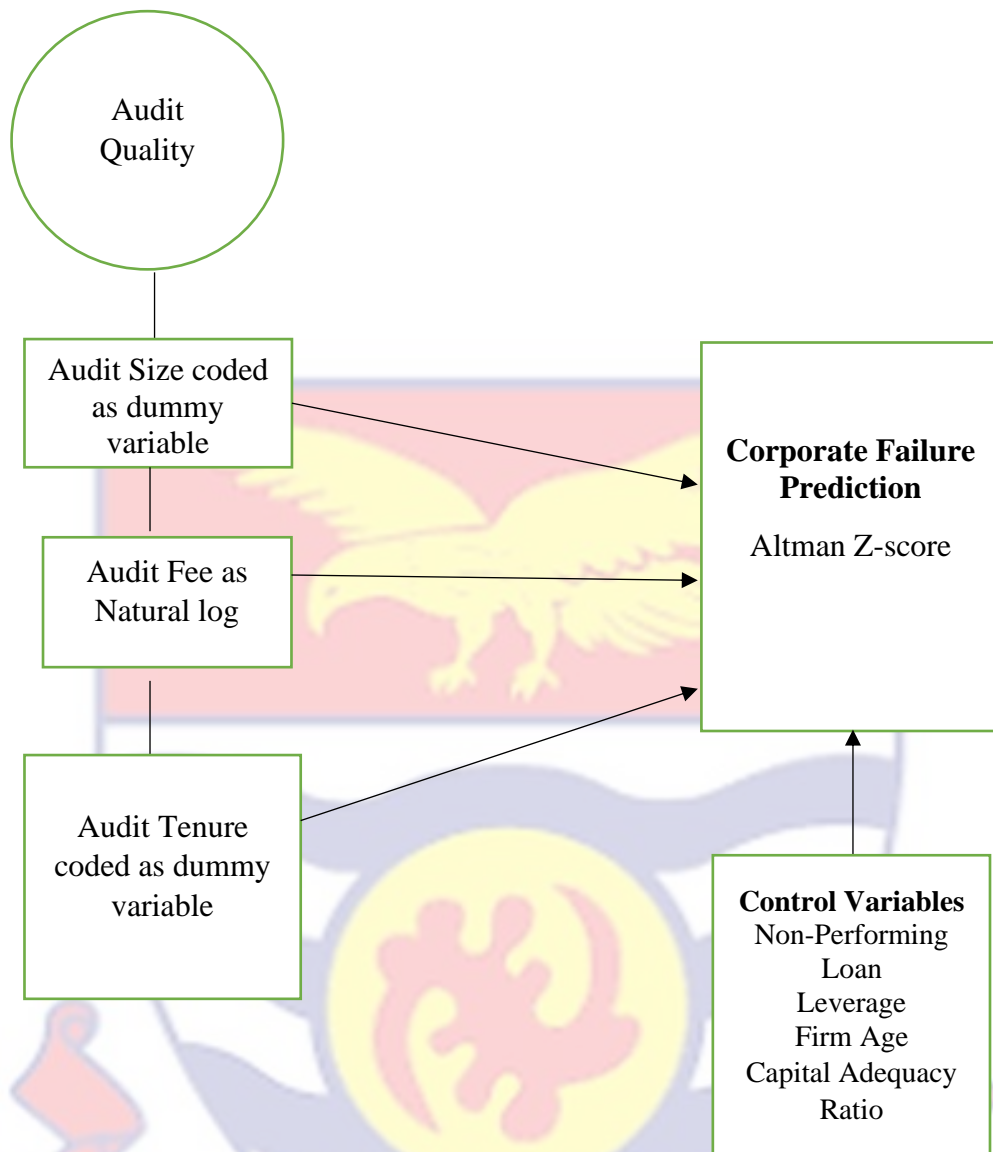 Audit
Quality
Audit Size coded
as dummy
variable
Audit Fee as
Natural log
Audit Tenure
coded as dummy
variable
Corporate Failure
Prediction
Altman Z-score
Control Variables
Non-Performing
Loan
Leverage
Firm Age
Capital Adequacy
Ratio